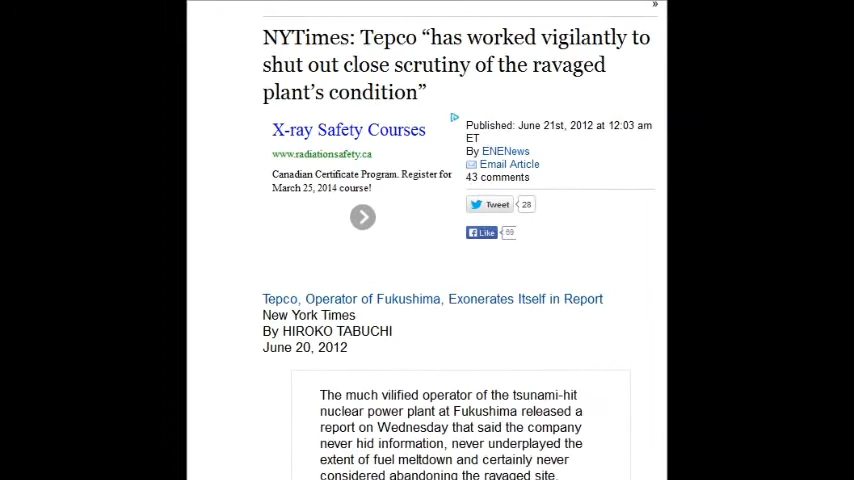 »
NYTimes: Tepco “has worked vigilantly to
shut out close scrutiny of the ravaged
plant’s condition”
X-ray Safety Courses
www.radiationsafety.ca
Canadian Certificate Program. Register for
March 25, 2014 course!
Published: June 21st, 2012 at 12:03 am
ET
By ENENews
Email Article
43 comments
Tweet 28
Like 69
Tepco, Operator of Fukushima, Exonerates Itself in Report
New York Times
By HIROKO TABUCHI
June 20, 2012
The much vilified operator of the tsunami-hit
nuclear power plant at Fukushima released a
report on Wednesday that said the company
never hid information, never underplayed the
extent of fuel meltdown and certainly never
considered abandoning the ravaged site.